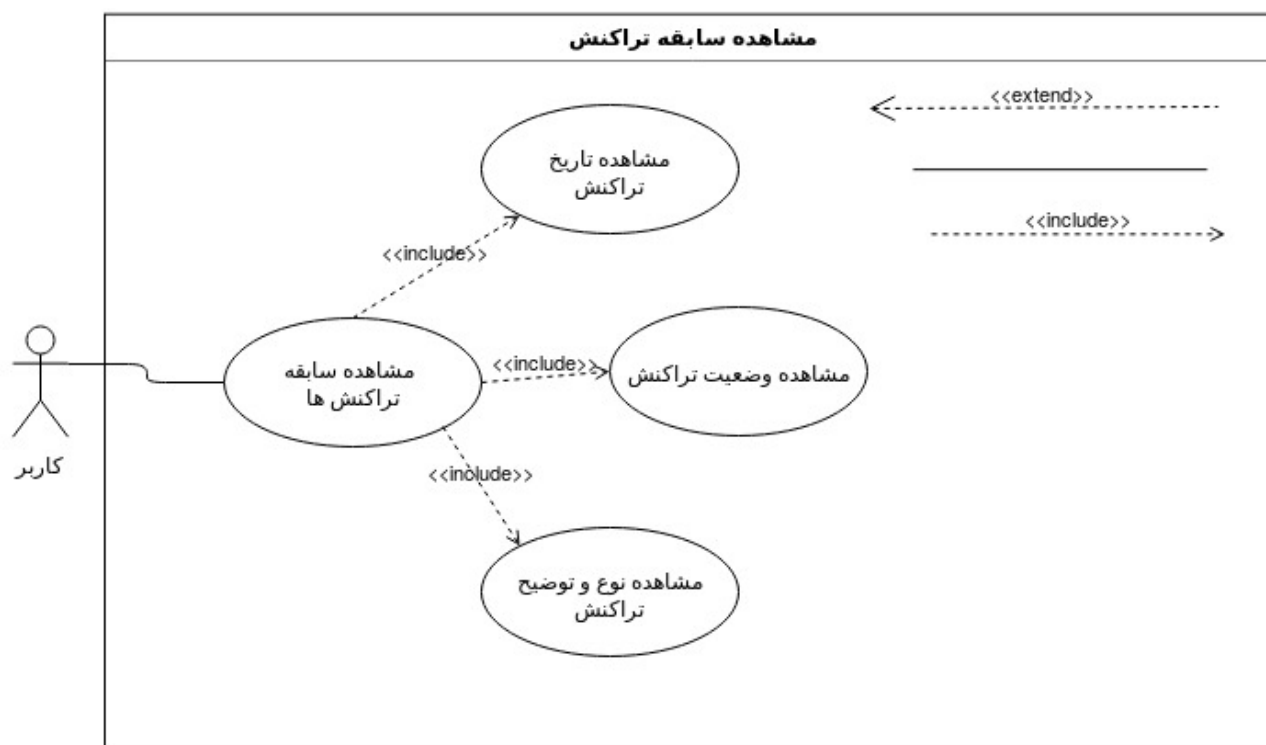 مشاهده سابقه تراکنش
<<extend>>
مشاهده تاریخ
تراکنش
<<include>>
<<include>>
مشاهده سابقه
تراکنش ها
<<include>>
مشاهده وضعیت تراکنش
کاربر
<<include>>
مشاهده نوع و توضیح
تراکنش